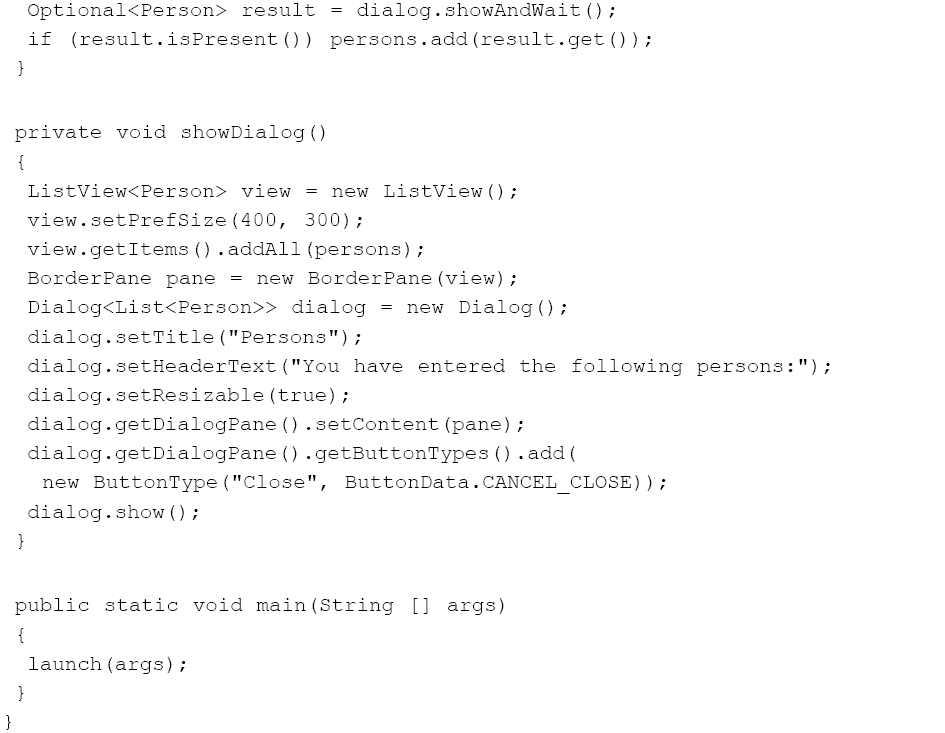 Optional<Person> result = dialog.showAndWait();
if (result.isPresent()) persons.add(result.get());
}
private void showDialog()
{
ListView<Person> view = new ListView();
view.setPrefSize(400, 300);
view.getItems().addAll(persons);
BorderPane pane = new BorderPane(view);
Dialog<List<Person>> dialog = new Dialog();
dialog.setTitle("Persons");
dialog.setHeaderText("You have entered the following persons:");
dialog.setResizable(true);
dialog.getDialogPane().setContent(pane);
dialog.getDialogPane().getButtonTypes().add(
new ButtonType("Close", ButtonData.CANCEL_CLOSE));
dialog.show();
}
public static void main(String [] args)
{
launch(args);
}
}